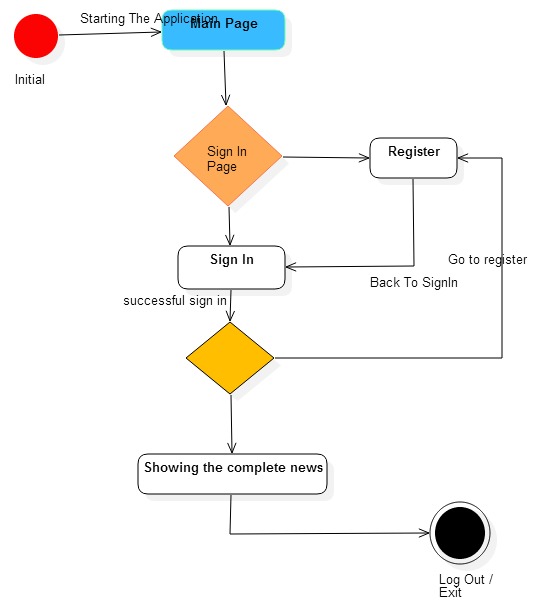 Starting The Application
Main Page
Initial
Sign In
Page
Register
Sign In
Go to register
Back To SignIn
successful sign in
Showing the complete news
Log Out /
Exit